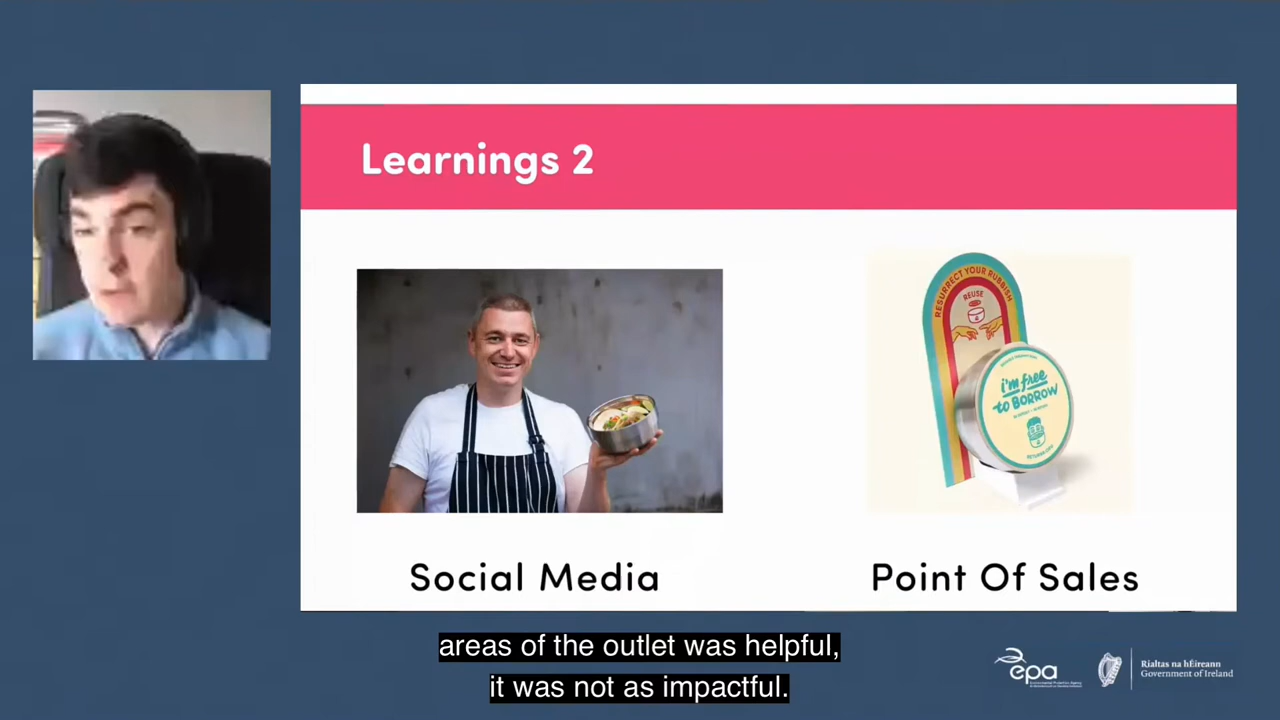 Learnings 2
RESURRECT YOUR RUBBISH
REUSE
i'm free
to BORROW
Social Media
Point Of Sales
areas of the outlet was helpful,
it was not as impactful.
epa
Rialtas na hÉireann
Government of Ireland